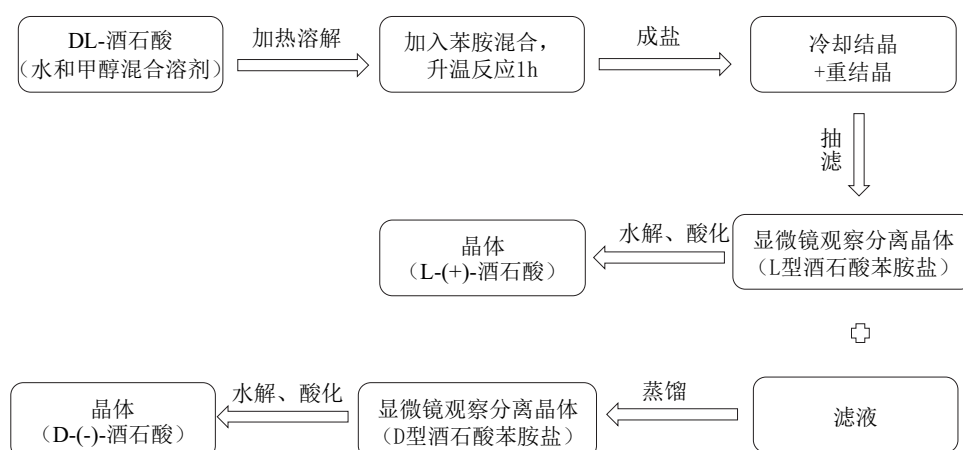 DL-酒石酸
（水和甲醇混合溶剂）
加热溶解
加入苯胺混合，
升温反应1h
成盐
冷却结晶
+重结晶
抽
滤
显微镜观察分离晶体
（L型酒石酸苯胺盐）
水解、酸化
晶体
（L-(+)-酒石酸）
滤液
蒸馏
显微镜观察分离晶体
（D型酒石酸苯胺盐）
水解、酸化
晶体
（D-(-)-酒石酸）